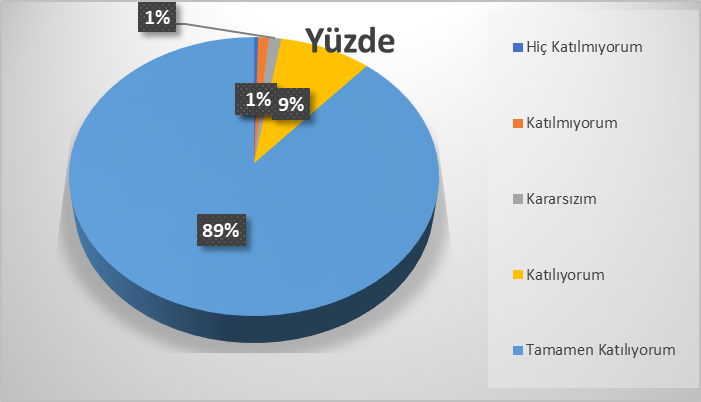 Yüzde
1%
1%
9%
89%
Hiç Katılmıyorum
Katılmıyorum
Kararsızım
Katılıyorum
Tamamen Katılıyorum